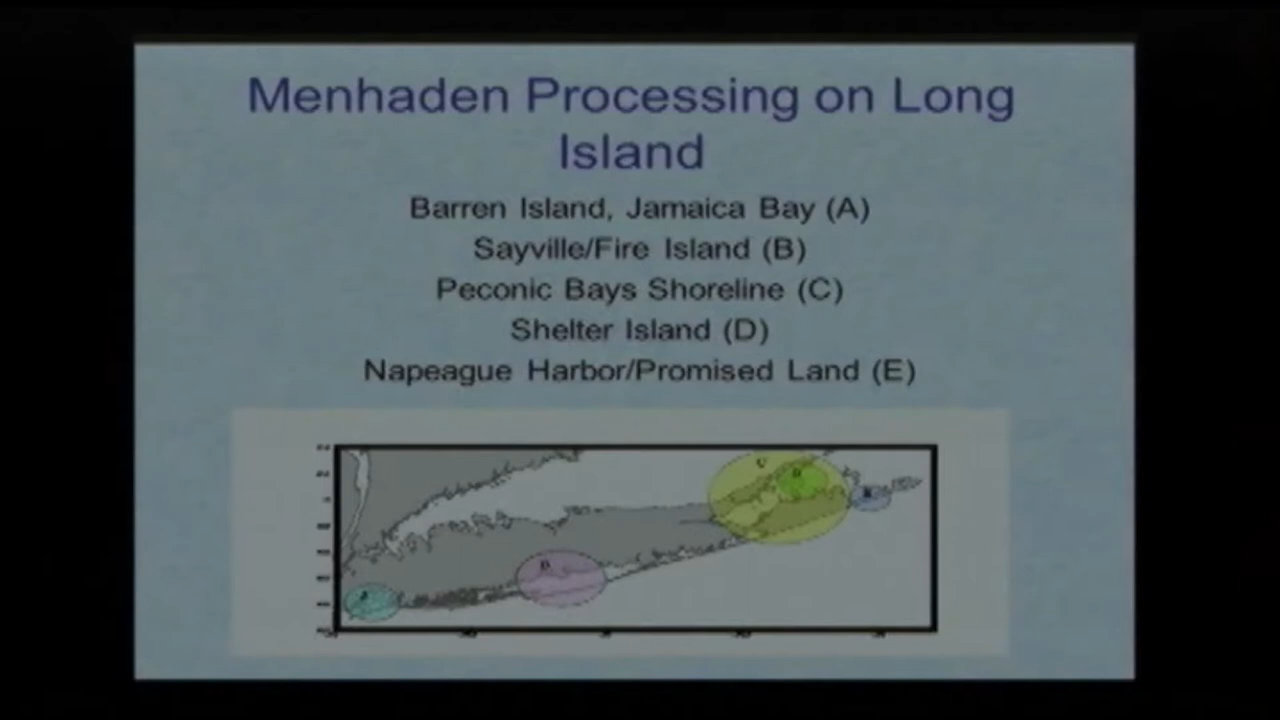 Menhaden Processing on Long
Island
Barren Island, Jamaica Bay (A)
Sayville/Fire Island (B)
Peconic Bays Shoreline (C)
Shelter Island (D)
Napeague Harbor/Promised Land (E)